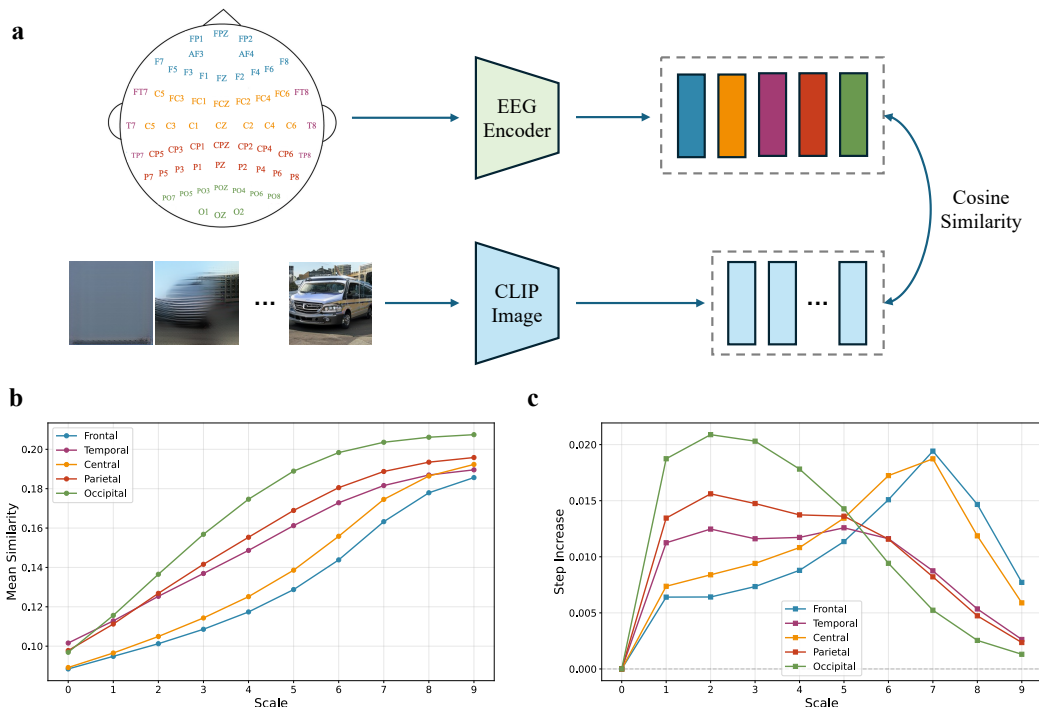 a
FPZ
FP1 FP2
AF3 AF4
F7 F5 F3 F1 FZ F2 F4 F6 F8
FT7 C5 FC3 FC1 FCZ FC2 FC4 FC6 FT8
T7 C5 C3 C1 CZ C2 C4 C6 T8
TP7 CP5 CP3 CP1 CPZ CP2 CP4 CP6 TP8
P7 P5 P3 P1 PZ P2 P4 P6 P8
PO7 PO5 PO3 POZ PO4 PO6 PO8
O1 OZ O2
EEG
Encoder
Cosine
Similarity
...
CLIP
Image
...
b
Frontal
Temporal
Central
Parietal
Occipital
Mean Similarity
0.20
0.18
0.16
0.14
0.12
0.10
0 1 2 3 4 5 6 7 8 9
Scale
c
Step Increase
0.020
0.015
0.010
0.005
0.000
Frontal
Temporal
Central
Parietal
Occipital
0 1 2 3 4 5 6 7 8 9
Scale